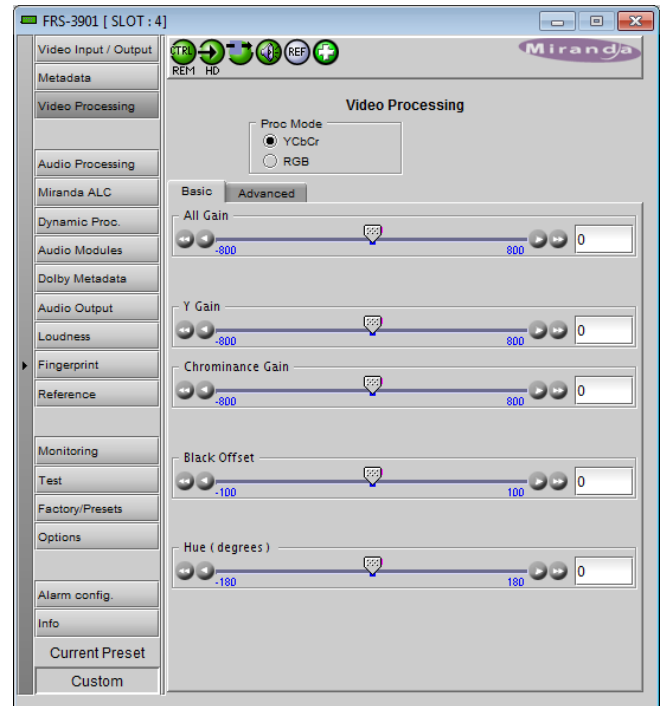 FRS-3901 [ SLOT : 4]
Video Input / Output
Metadata
Video Processing
Audio Processing
Miranda ALC
Dynamic Proc.
Audio Modules
Dolby Metadata
Audio Output
Loudness
Fingerprint
Reference
Monitoring
Test
Factory/Presets
Options
Alarm config.
Info
Current Preset
Custom
CTRL REF
REM HD
Miranda
Video Processing
Proc Mode
YCbCr
RGB
Basic Advanced
All Gain
-800 800 0
Y Gain
-800 800 0
Chrominance Gain
-800 800 0
Black Offset
-100 100 0
Hue ( degrees )
-180 180 0